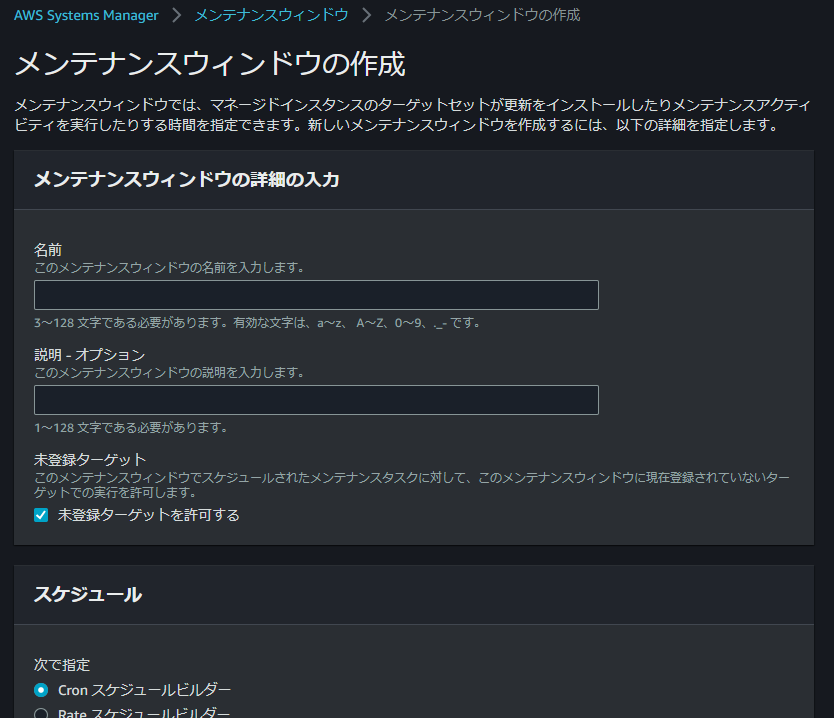 AWS Systems Manager > メンテナンスウィンドウ > メンテナンスウィンドウの作成
メンテナンスウィンドウの作成
メンテナンスウィンドウでは、マネージドインスタンスのターゲットセットが更新をインストールしたりメンテナンスアクティ
ビティを実行したりする時間を指定できます。新しいメンテナンスウィンドウを作成するには、以下の詳細を指定します。
メンテナンスウィンドウの詳細の入力
名前
このメンテナンスウィンドウの名前を入力します。
3～128 文字である必要があります。有効な文字は、a～z、 A～Z、0～9、._- です。
説明 - オプション
このメンテナンスウィンドウの説明を入力します。
1～128 文字である必要があります。
未登録ターゲット
このメンテナンスウィンドウでスケジュールされたメンテナンスタスクに対して、このメンテナンスウィンドウに現在登録されていないター
ゲットでの実行を許可します。
未登録ターゲットを許可する
スケジュール
次で指定
Cron スケジュールビルダー
Rate スケジュールビルダー